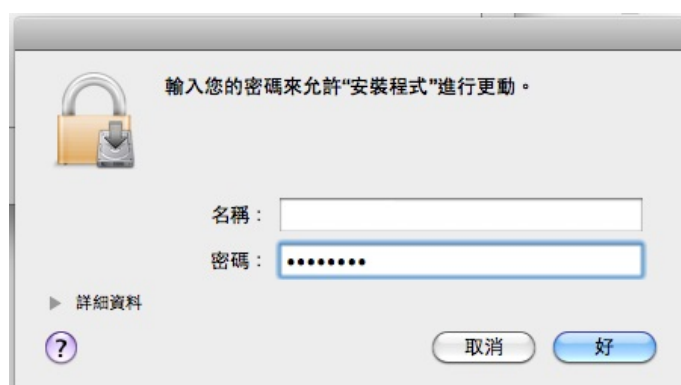 輸入您的密碼來允許“安裝程式”進行更動。
名稱：
密碼：••••••••
詳細資料
?
取消
好